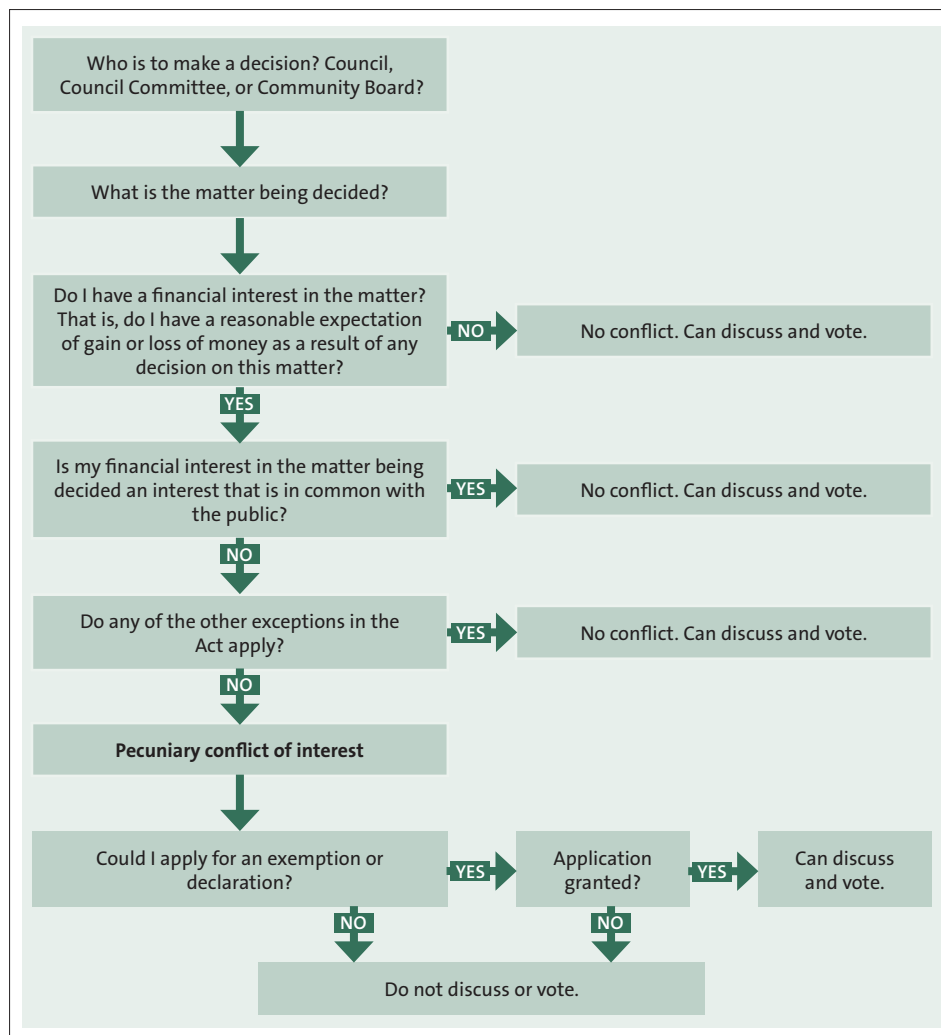 Who is to make a decision? Council,
Council Committee, or Community Board?
What is the matter being decided?
Do I have a financial interest in the matter?
That is, do I have a reasonable expectation
of gain or loss of money as a result of any
decision on this matter?
NO
No conflict. Can discuss and vote.
YES
Is my financial interest in the matter being
decided an interest that is in common with
the public?
YES
No conflict. Can discuss and vote.
NO
Do any of the other exceptions in the
Act apply?
YES
No conflict. Can discuss and vote.
NO
Pecuniary conflict of interest
Could I apply for an exemption or
declaration?
YES
Application
granted?
YES
Can discuss
and vote.
NO
NO
Do not discuss or vote.